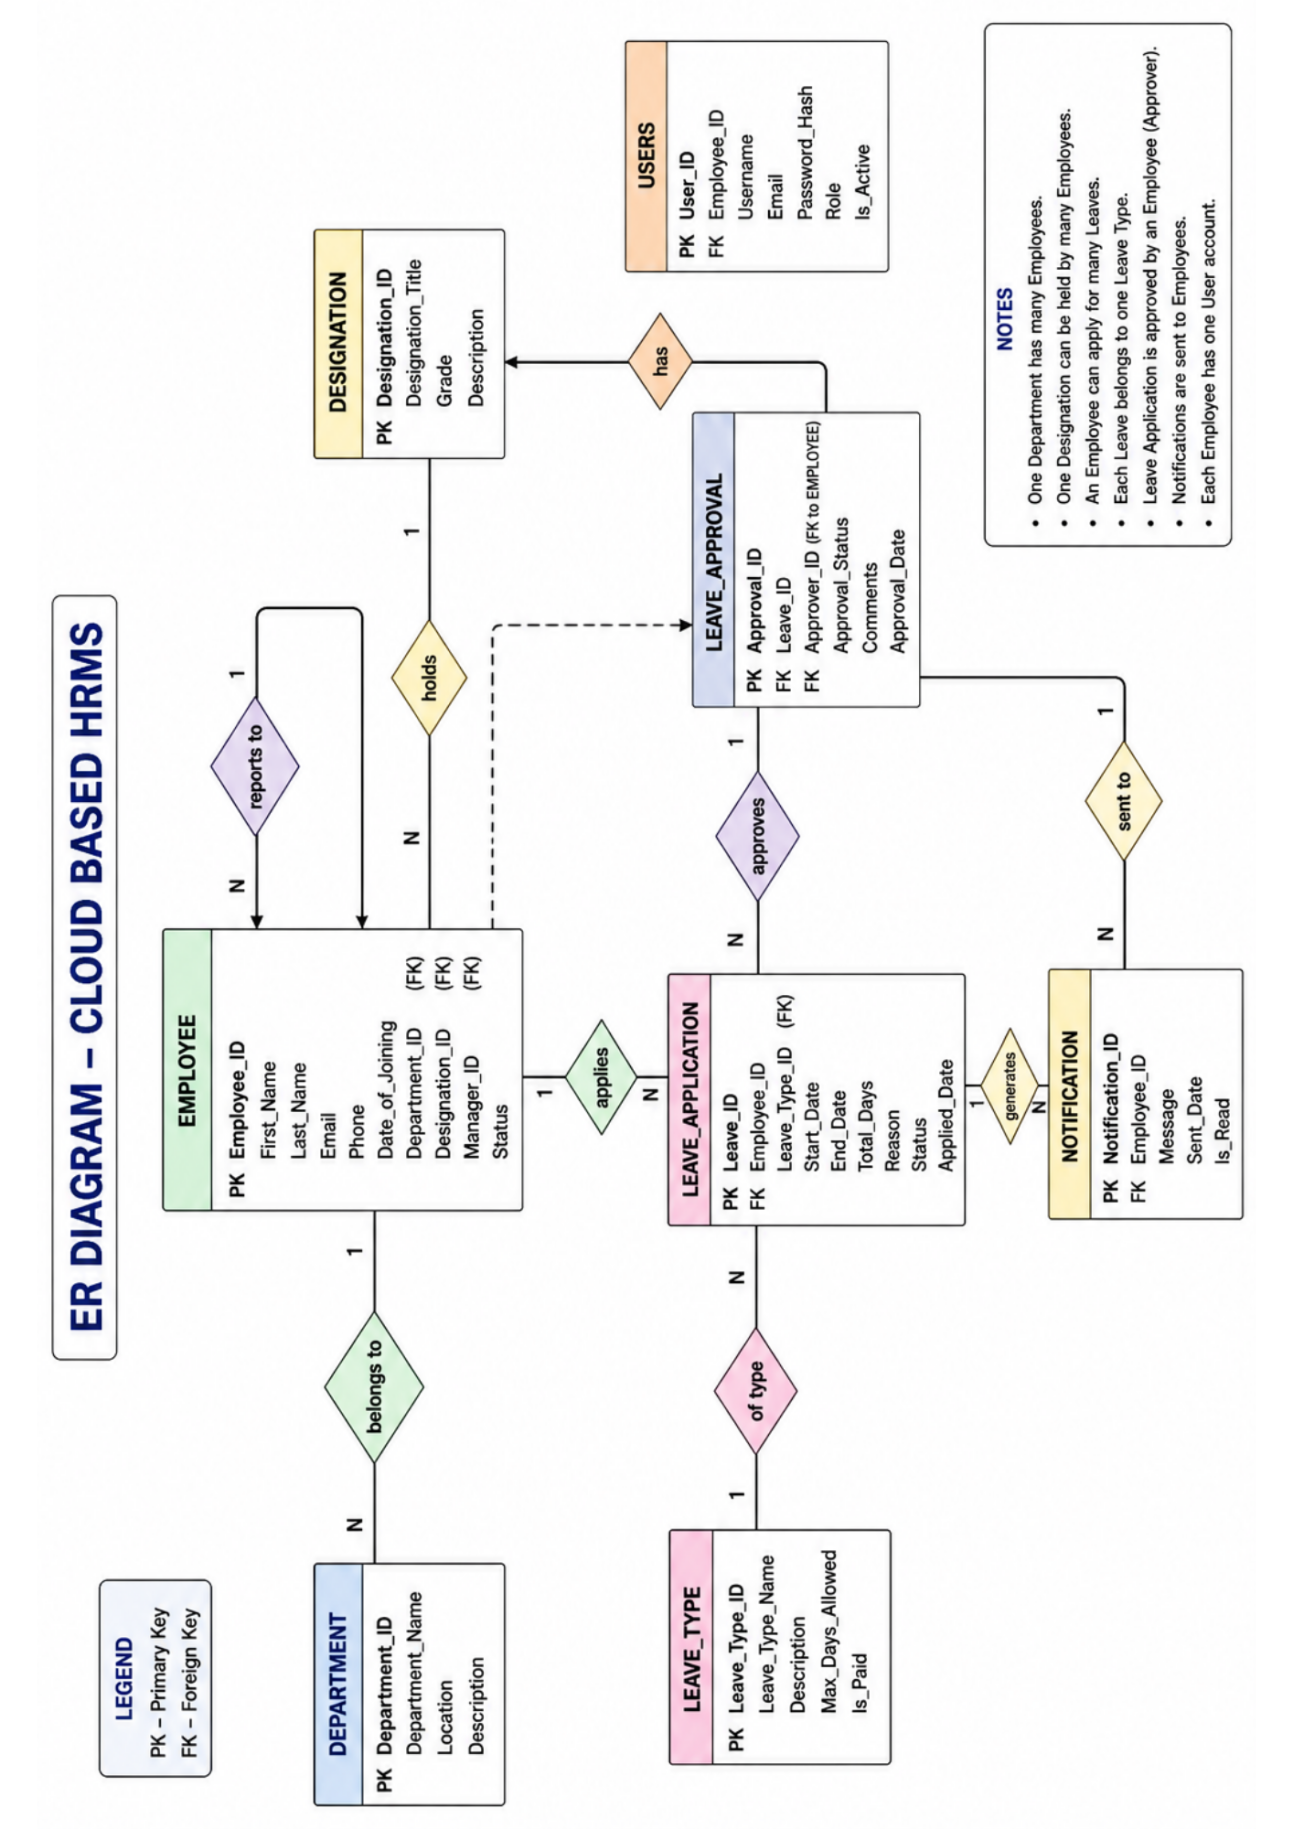 ER DIAGRAM – CLOUD BASED HRMS
LEGEND
PK – Primary Key
FK – Foreign Key
DEPARTMENT
PK Department_ID
Department_Name
Location
Description
N
belongs to
1
EMPLOYEE
PK Employee_ID
First_Name
Last_Name
Email
Phone
Date_of_Joining
Department_ID (FK)
Designation_ID (FK)
Manager_ID (FK)
Status
N
reports to
1
N
holds
1
DESIGNATION
PK Designation_ID
Designation_Title
Grade
Description
1
applies
N
has
USERS
PK User_ID
FK Employee_ID
Username
Email
Password_Hash
Role
Is_Active
LEAVE_TYPE
PK Leave_Type_ID
Leave_Type_Name
Description
Max_Days_Allowed
Is_Paid
1
of type
N
LEAVE_APPLICATION
PK Leave_ID
FK Employee_ID
Leave_Type_ID (FK)
Start_Date
End_Date
Total_Days
Reason
Status
Applied_Date
N
approves
1
LEAVE_APPROVAL
PK Approval_ID
FK Leave_ID
FK Approver_ID (FK to EMPLOYEE)
Approval_Status
Comments
Approval_Date
1
generates
N
NOTIFICATION
PK Notification_ID
FK Employee_ID
Message
Sent_Date
Is_Read
N
sent to
1
NOTES
• One Department has many Employees.
• One Designation can be held by many Employees.
• An Employee can apply for many Leaves.
• Each Leave belongs to one Leave Type.
• Leave Application is approved by an Employee (Approver).
• Notifications are sent to Employees.
• Each Employee has one User account.